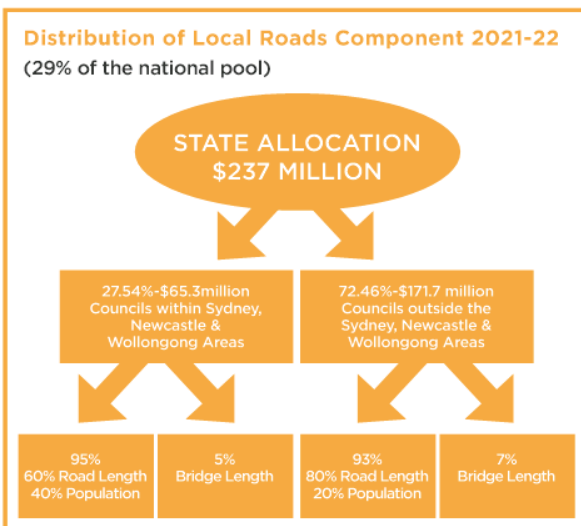 Distribution of Local Roads Component 2021-22
(29% of the national pool)
STATE ALLOCATION
$237 MILLION
27.54%-$65.3million
Councils within Sydney,
Newcastle &
Wollongong Areas
72.46%-$171.7 million
Councils outside the
Sydney, Newcastle &
Wollongong Areas
95%
60% Road Length
40% Population
5%
Bridge Length
93%
80% Road Length
20% Population
7%
Bridge Length